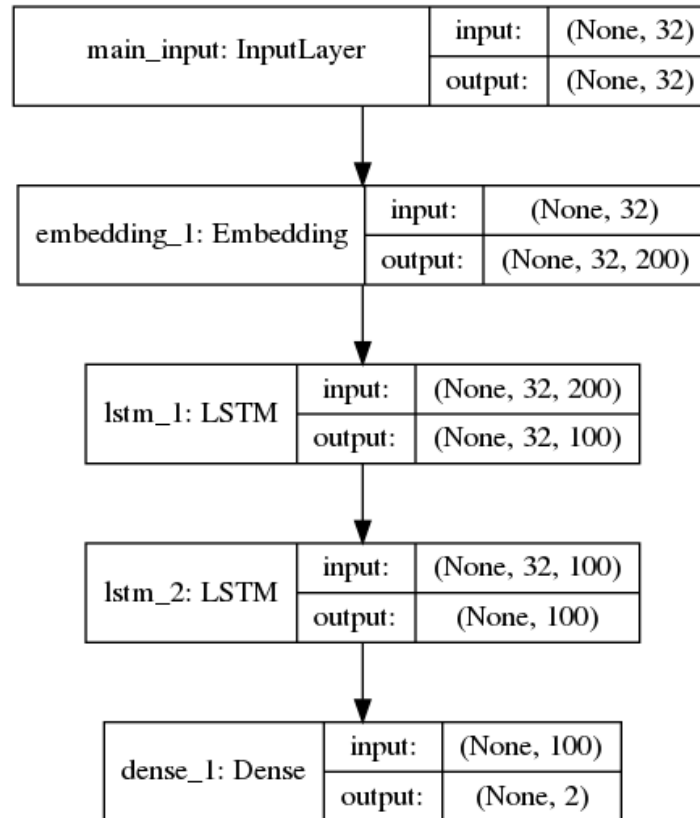 main_input: InputLayer
input: (None, 32)
output: (None, 32)
embedding_1: Embedding
input: (None, 32)
output: (None, 32, 200)
lstm_1: LSTM
input: (None, 32, 200)
output: (None, 32, 100)
lstm_2: LSTM
input: (None, 32, 100)
output: (None, 100)
dense_1: Dense
input: (None, 100)
output: (None, 2)